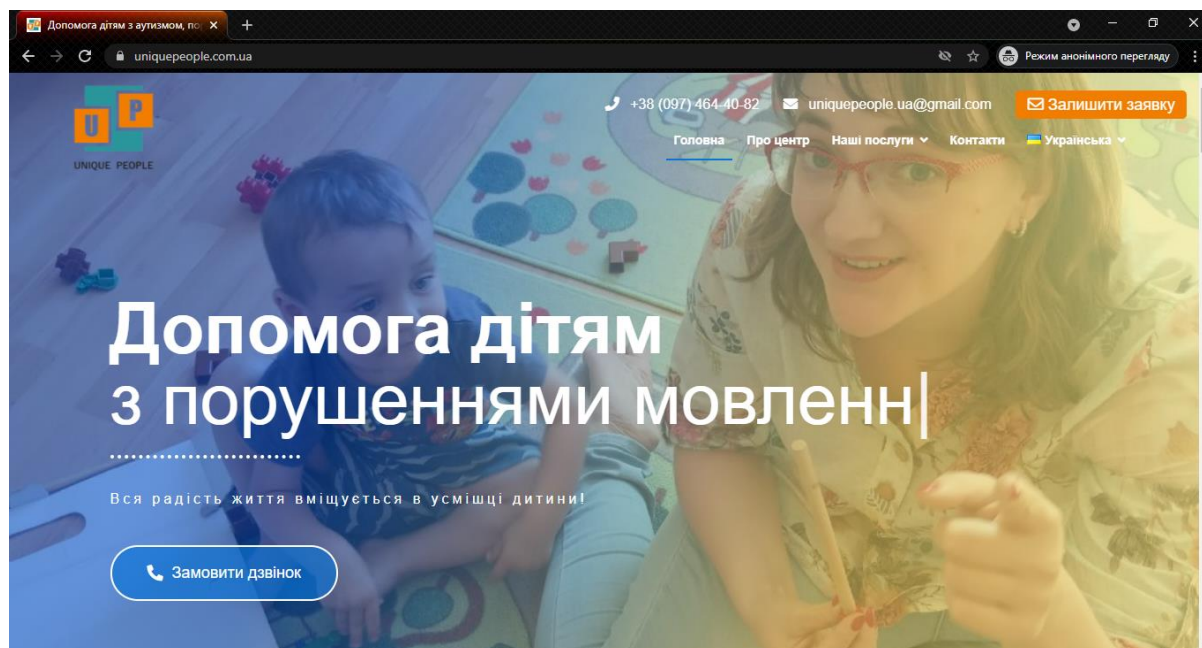 Допомога дітям з аутизмом, по
uniquepeople.com.ua
Режим анонімного перегляду
U P
UNIQUE PEOPLE
+38 (097) 464-40-82 uniquepeople.ua@gmail.com Залишити заявку
Головна Про центр Наші послуги Контакти Українська
Допомога дітям
з порушеннями мовленн|
Вся радість життя вміщується в усмішці дитини!
Замовити дзвінок